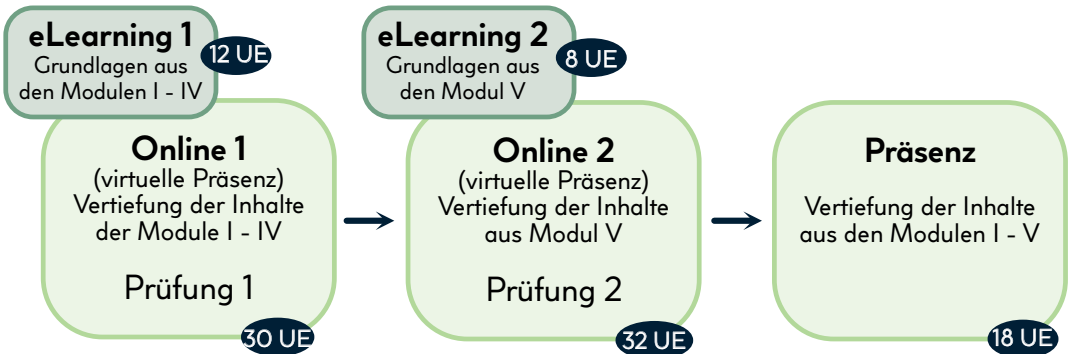 eLearning 1
12 UE
Grundlagen aus
den Modulen I - IV
Online 1
(virtuelle Präsenz)
Vertiefung der Inhalte
der Module I - IV
Prüfung 1
30 UE
eLearning 2
8 UE
Grundlagen aus
den Modul V
Online 2
(virtuelle Präsenz)
Vertiefung der Inhalte
aus Modul V
Prüfung 2
32 UE
Präsenz
Vertiefung der Inhalte
aus den Modulen I - V
18 UE